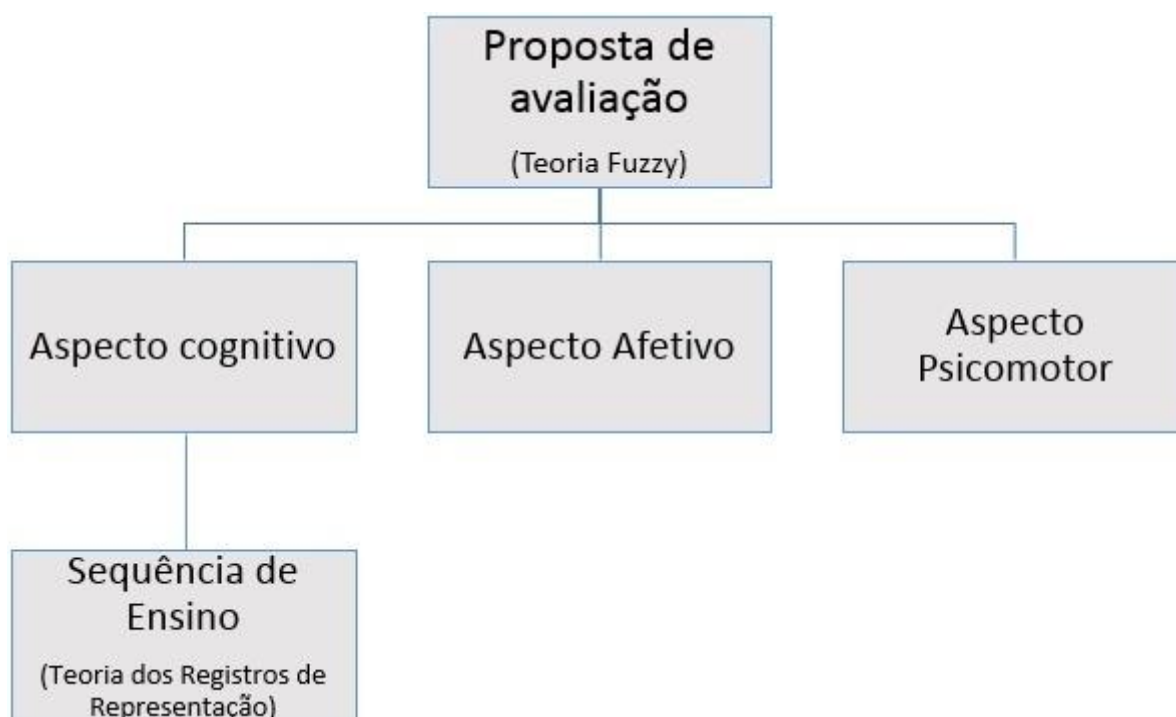 Proposta de
avaliação
(Teoria Fuzzy)
Aspecto cognitivo
Aspecto Afetivo
Aspecto
Psicomotor
Sequência de
Ensino
(Teoria dos Registros de
Representação)